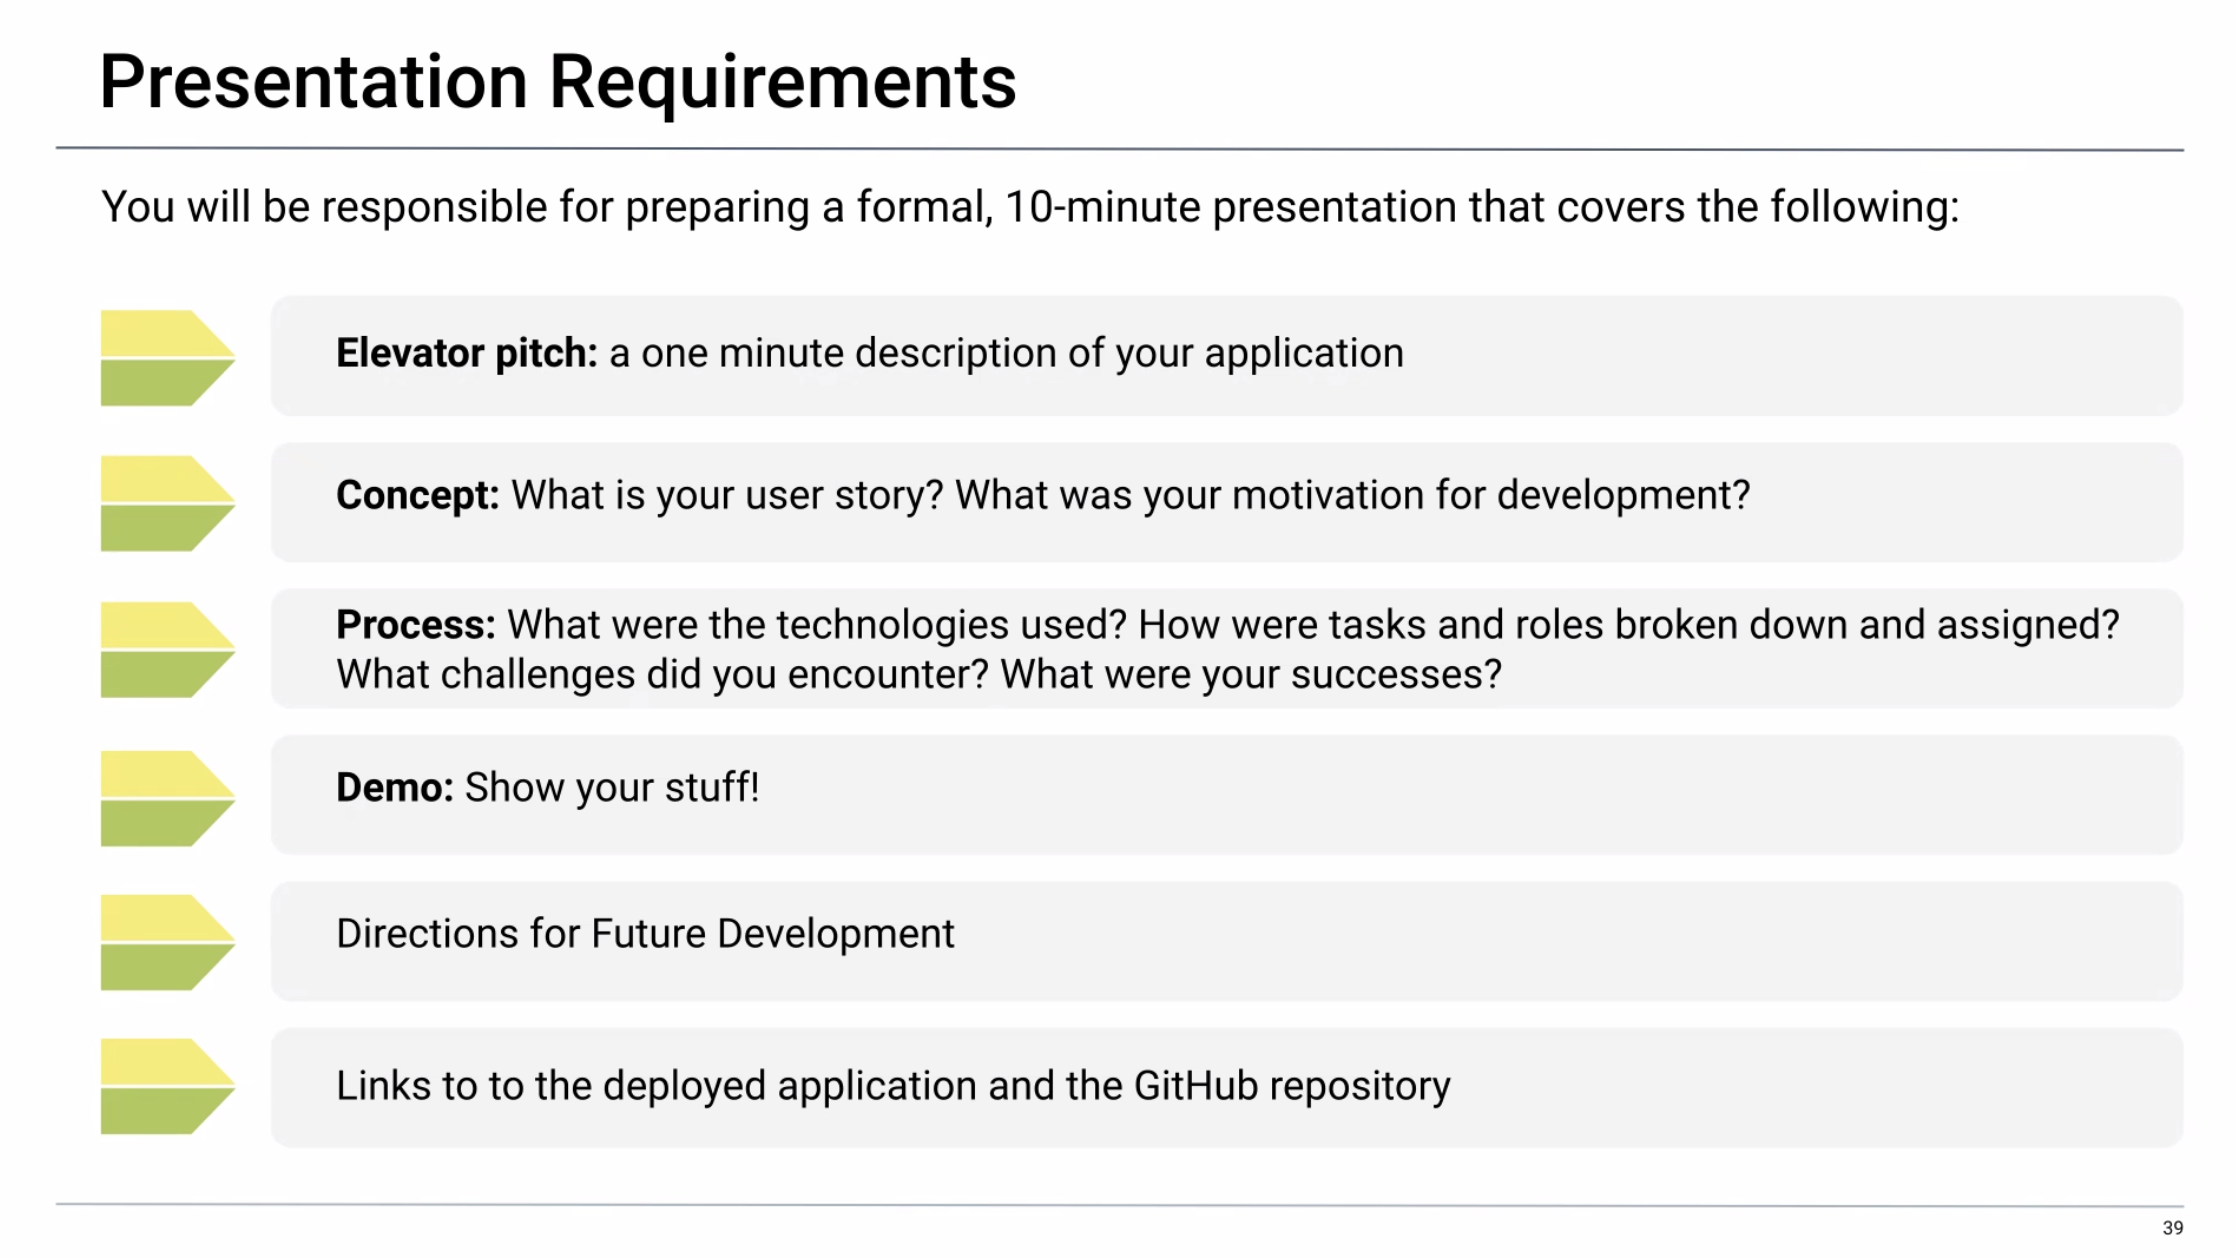 Presentation Requirements
You will be responsible for preparing a formal, 10-minute presentation that covers the following:
Elevator pitch: a one minute description of your application
Concept: What is your user story? What was your motivation for development?
Process: What were the technologies used? How were tasks and roles broken down and assigned?
What challenges did you encounter? What were your successes?
Demo: Show your stuff!
Directions for Future Development
Links to to the deployed application and the GitHub repository
39